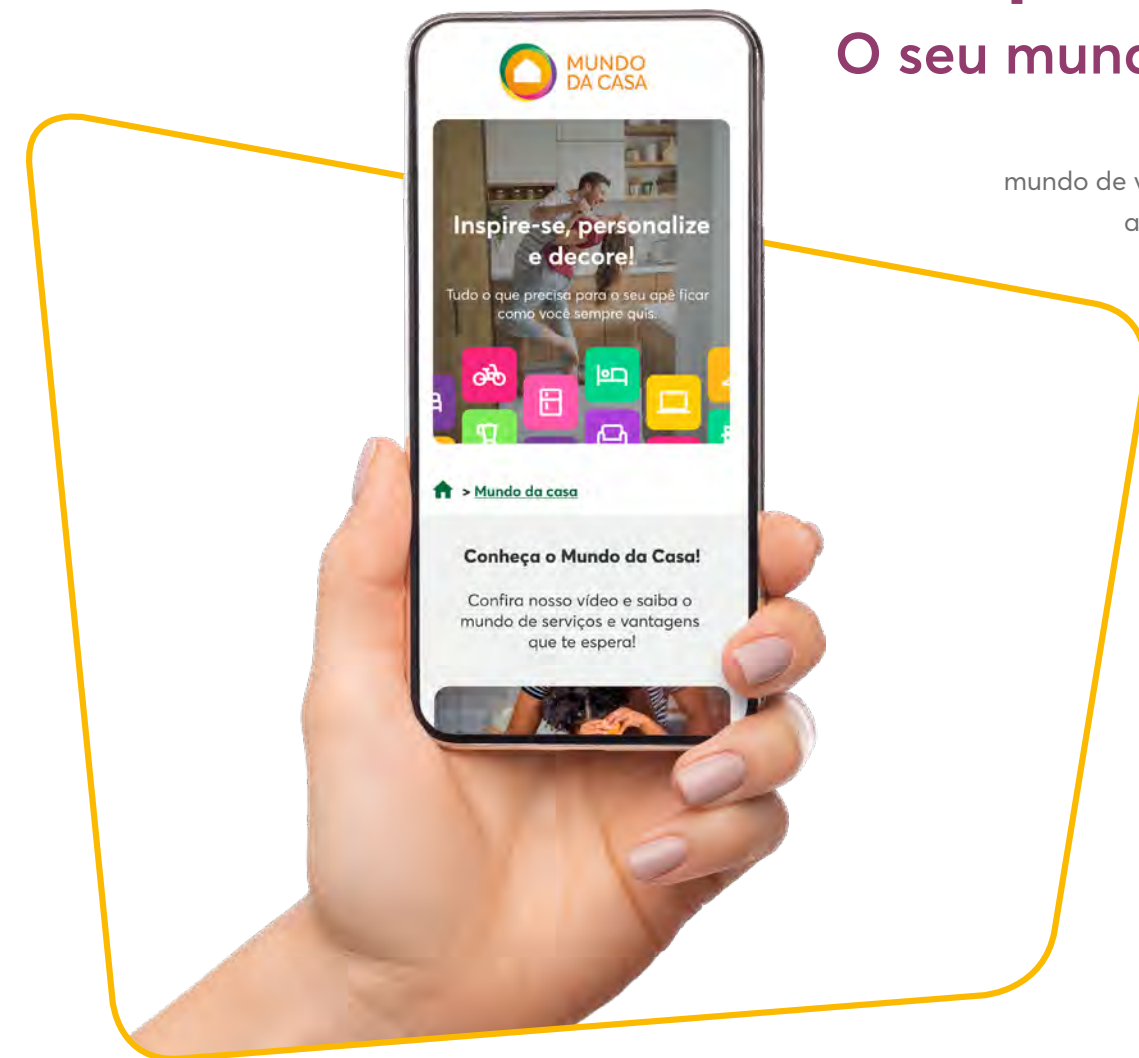 O seu mund
mundo de v
a
MUNDO
DA CASA
Inspire-se, personalize
e decore!
Tudo o que precisa para o seu apê ficar
como você sempre quis.
> Mundo da casa
Conheça o Mundo da Casa!
Confira nosso vídeo e saiba o
mundo de serviços e vantagens
que te espera!